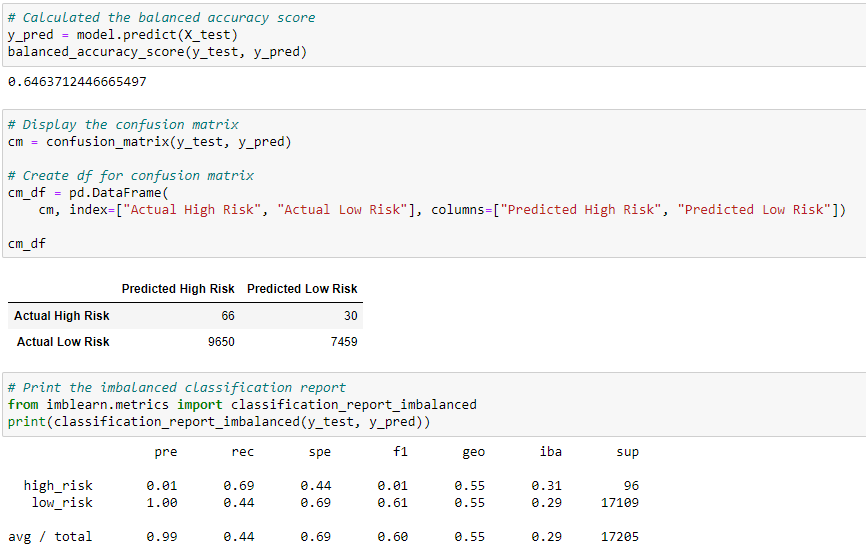 # Calculated the balanced accuracy score
y_pred = model.predict(X_test)
balanced_accuracy_score(y_test, y_pred)
0.6463712446665497
# Display the confusion matrix
cm = confusion_matrix(y_test, y_pred)
# Create df for confusion matrix
cm_df = pd.DataFrame(
    cm, index=["Actual High Risk", "Actual Low Risk"], columns=["Predicted High Risk", "Predicted Low Risk"])
cm_df
Predicted High Risk Predicted Low Risk
Actual High Risk 66 30
Actual Low Risk 9650 7459
# Print the imbalanced classification report
from imblearn.metrics import classification_report_imbalanced
print(classification_report_imbalanced(y_test, y_pred))
pre rec spe f1 geo iba sup
high_risk 0.01 0.69 0.44 0.01 0.55 0.31 96
low_risk 1.00 0.44 0.69 0.61 0.55 0.29 17109
avg / total 0.99 0.44 0.69 0.60 0.55 0.29 17205